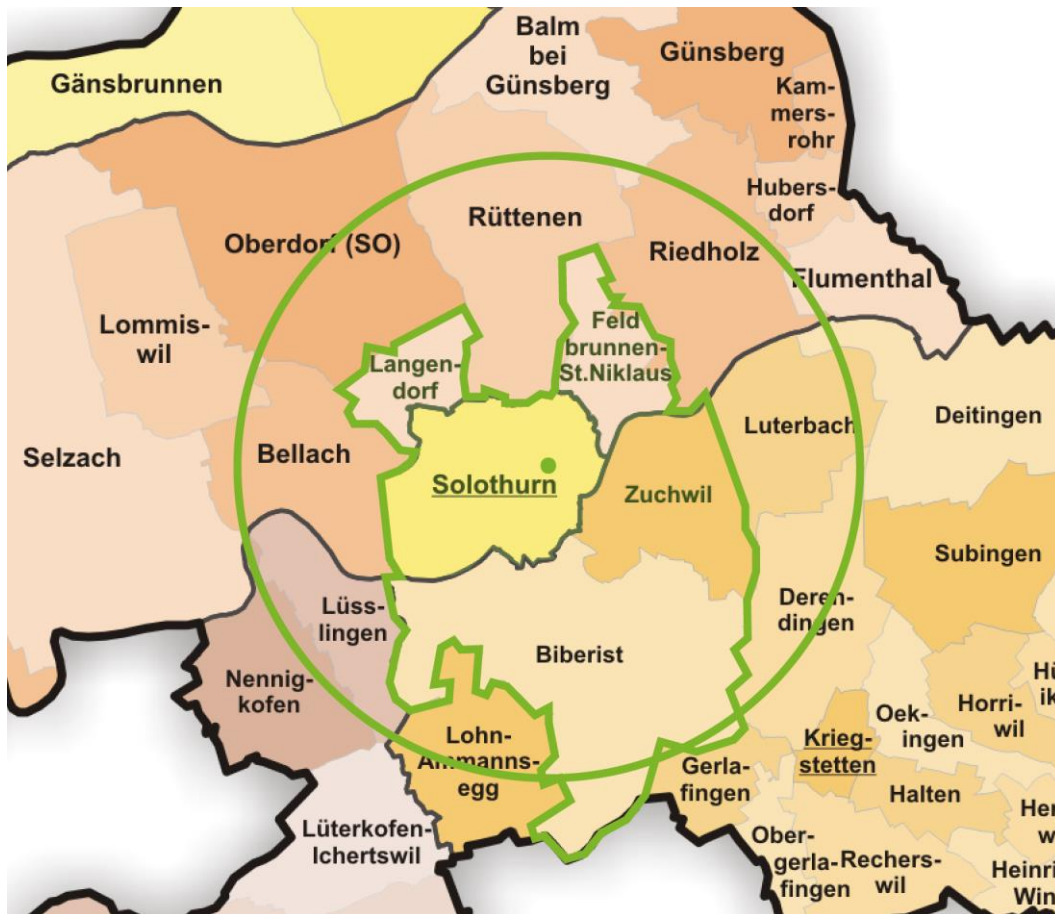 Balm
bei
Günsberg
Günsberg
Gänsbrunnen
Kam-
mers-
rohr
Hubers-
dorf
Rüttenen
Oberdorf (SO)
Riedholz
Flumenthal
Lommis-
wil
Feld
brunnen-
St.Niklaus
Langen-
dorf
Deitingen
Luterbach
Selzach
Bellach
Solothurn
Zuchwil
Subingen
Lüss-
lingen
Deren-
dingen
Biberist
Nennig-
kofen
Horri-
wil
Oek-
ingen
Krieg-
stetten
Lohn-
Ammanns-
egg
Gerla-
fingen
Halten
Lüterkofen-
Ichertswil
Ober-
gerla-
fingen
Rechers-
wil